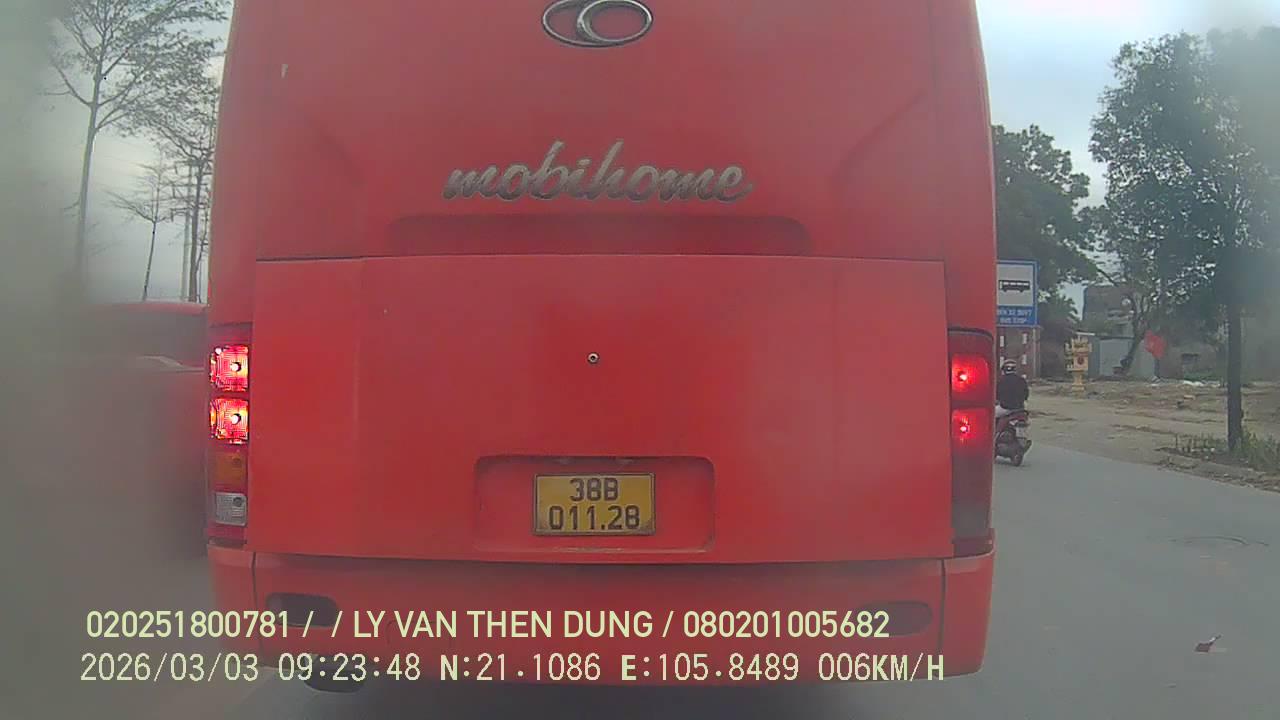 mobihome
38B
011.28
020251800781 / / LY VAN THEN DUNG / 080201005682
2026/03/03 09:23:48 N:21.1086 E:105.8489 006KM/H